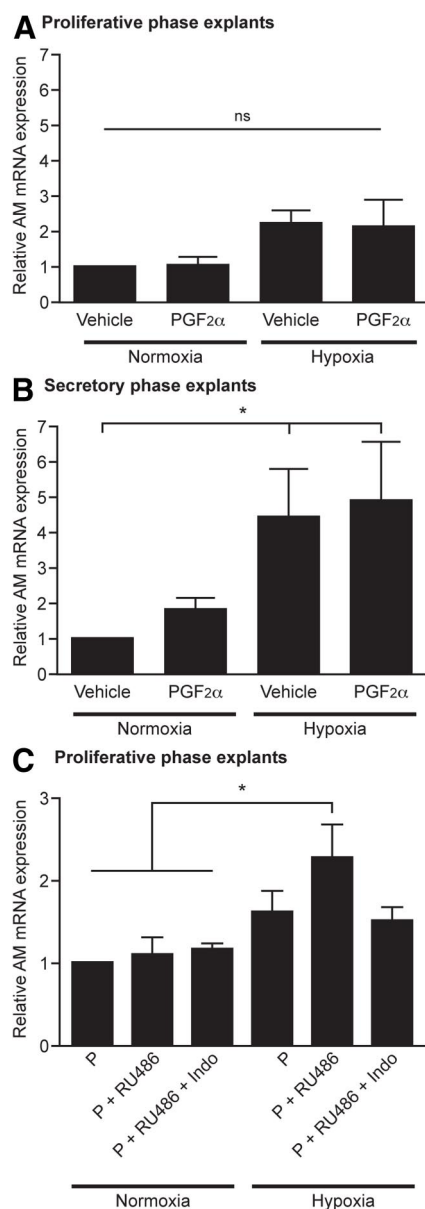 A Proliferative phase explants
Relative AM mRNA expression
7
6
5
4
3
2
1
0
ns
Vehicle PGF2α Vehicle PGF2α
Normoxia Hypoxia
B Secretory phase explants
Relative AM mRNA expression
*
7
6
5
4
3
2
1
0
Vehicle PGF2α Vehicle PGF2α
Normoxia Hypoxia
C Proliferative phase explants
Relative AM mRNA expression
*
3
2
1
0
P
P + RU486
P + RU486 + Indo
P
P + RU486
P + RU486 + Indo
Normoxia Hypoxia